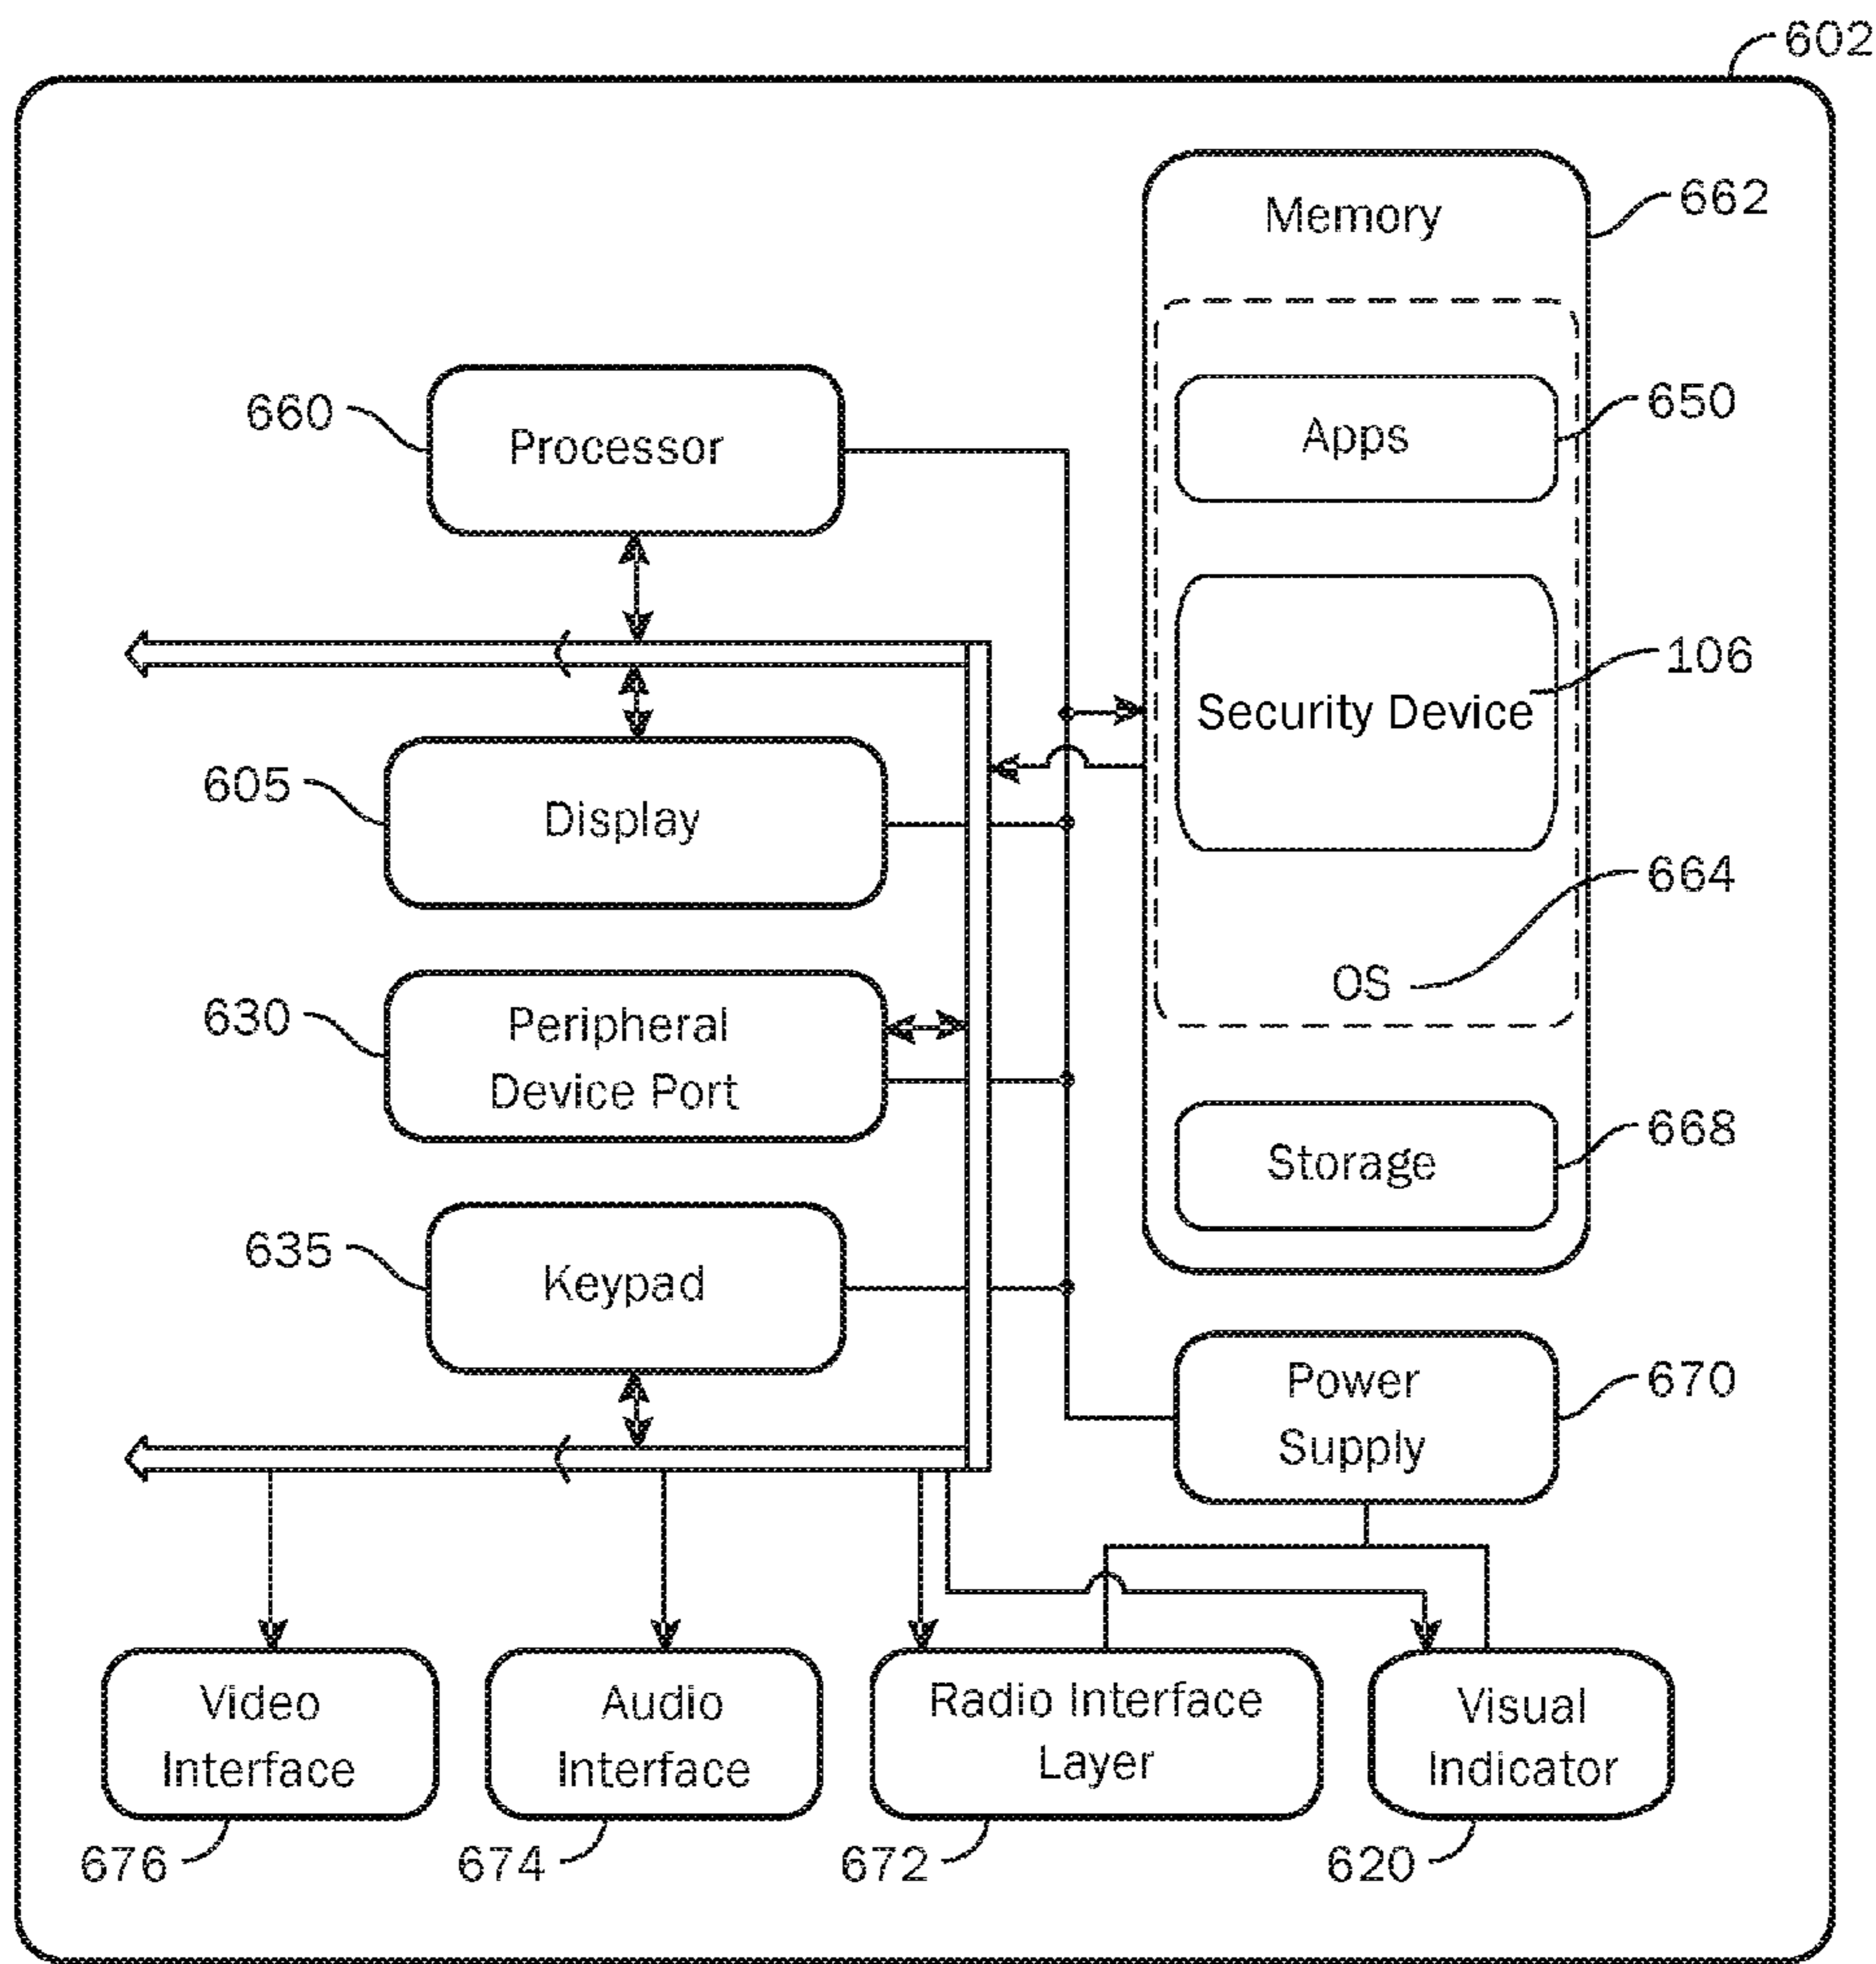 602
Memory
662
Apps
650
660
Processor
Security Device
106
605
Display
664
OS
630
Peripheral
Device Port
Storage
668
635
Keypad
Power
Supply
670
Video
Interface
Audio
Interface
Radio Interface
Layer
Visual
Indicator
676
674
672
620